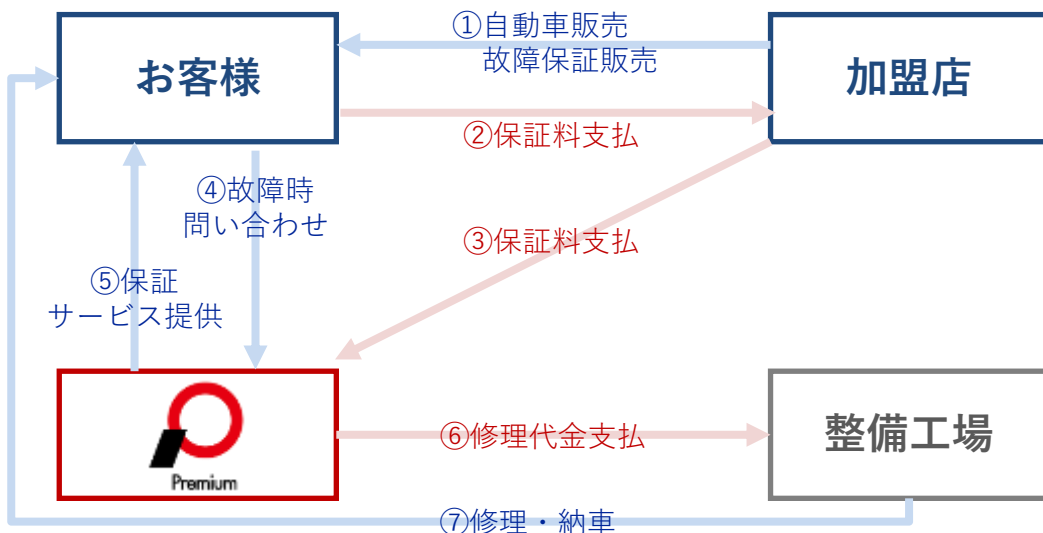 ①自動車販売
故障保証販売
お客様
加盟店
②保証料支払
④故障時
問い合わせ
③保証料支払
⑤保証
サービス提供
Premium
⑥修理代金支払
整備工場
⑦修理・納車